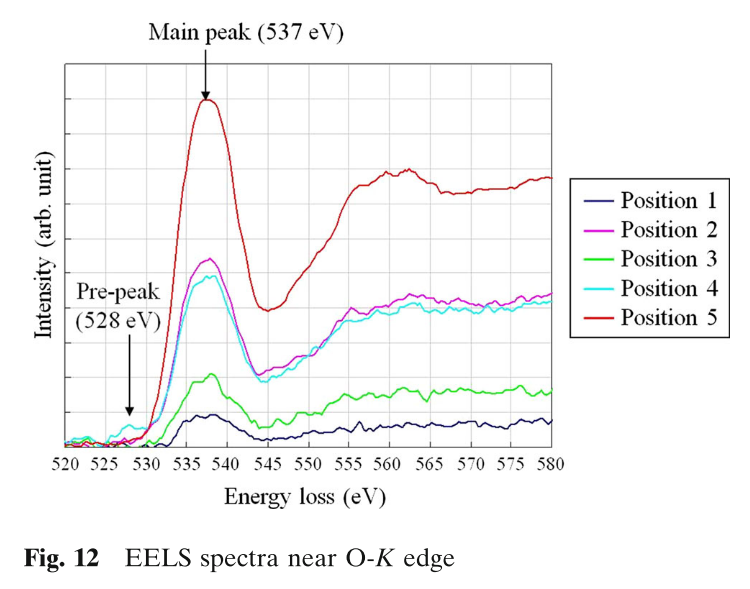 Main peak (537 eV)
Intensity (arb. unit)
Pre-peak
(528 eV)
Position 1
Position 2
Position 3
Position 4
Position 5
520 525 530 535 540 545 550 555 560 565 570 575 580
Energy loss (eV)
Fig. 12 EELS spectra near O-K edge